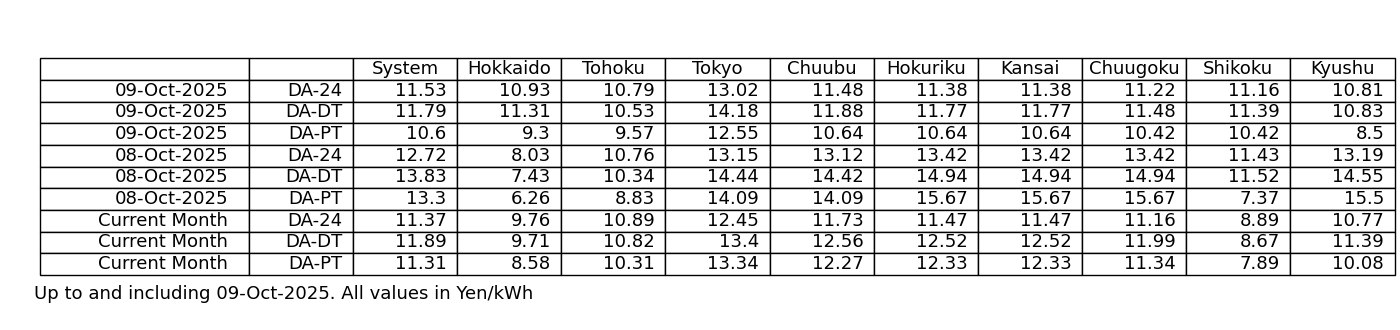 System Hokkaido Tohoku Tokyo Chuubu Hokuriku Kansai Chuugoku Shikoku Kyushu
09-Oct-2025 DA-24 11.53 10.93 10.79 13.02 11.48 11.38 11.38 11.22 11.16 10.81
09-Oct-2025 DA-DT 11.79 11.31 10.53 14.18 11.88 11.77 11.77 11.48 11.39 10.83
09-Oct-2025 DA-PT 10.6 9.3 9.57 12.55 10.64 10.64 10.64 10.42 10.42 8.5
08-Oct-2025 DA-24 12.72 8.03 10.76 13.15 13.12 13.42 13.42 13.42 11.43 13.19
08-Oct-2025 DA-DT 13.83 7.43 10.34 14.44 14.42 14.94 14.94 14.94 11.52 14.55
08-Oct-2025 DA-PT 13.3 6.26 8.83 14.09 14.09 15.67 15.67 15.67 7.37 15.5
Current Month DA-24 11.37 9.76 10.89 12.45 11.73 11.47 11.47 11.16 8.89 10.77
Current Month DA-DT 11.89 9.71 10.82 13.4 12.56 12.52 12.52 11.99 8.67 11.39
Current Month DA-PT 11.31 8.58 10.31 13.34 12.27 12.33 12.33 11.34 7.89 10.08
Up to and including 09-Oct-2025. All values in Yen/kWh